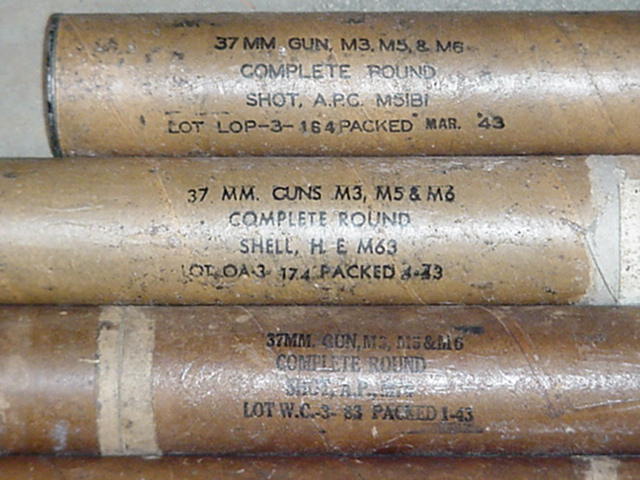 37 MM. GUN, M3, M5, & M6
COMPLETE ROUND
SHOT, A.P.C. M51B1
LOT LOP-3-164 PACKED MAR. 43
37 MM. GUNS M3, M5 & M6
COMPLETE ROUND
SHELL, H. E. M63
LOT OA-3 174 PACKED 4-43
37MM. GUN, M3, M5 & M6
COMPLETE ROUND
SHOT, A.P.,
LOT W.C.-3- 83 PACKED 1-43